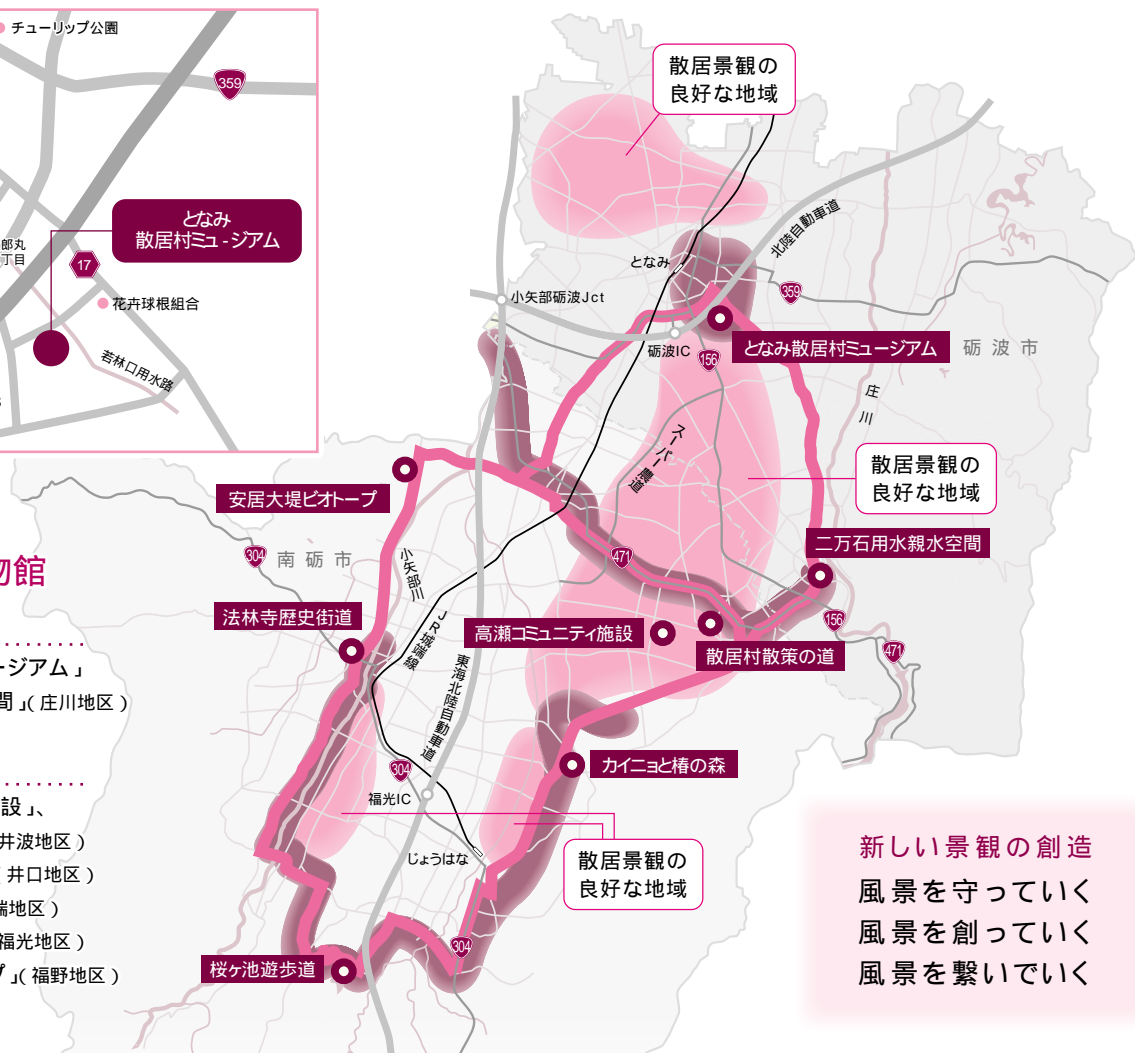 チューリップ公園
359
となみ
散居村ミュ-ジアム
郎丸
丁目
17
花卉球根組合
若林口用水路
散居景観の
良好な地域
北陸自動車道
となみ
小矢部砺波Jct
359
砺波IC
156
となみ散居村ミュージアム
砺波市
庄川
スーパー農道
散居景観の
良好な地域
安居大堤ビオトープ
二万石用水親水空間
304
南砺市
小矢部川
471
物館
法林寺歴史街道
JR城端線
高瀬コミュニティ施設
156
散居村散策の道
471
東海北陸自動車道
ージアム」
間」(庄川地区)
カイニョと椿の森
304
福光IC
設」、
井波地区)
じょうはな
散居景観の
良好な地域
井口地区)
端地区)
福光地区)
プ」(福野地区)
304
桜ヶ池遊歩道
新しい景観の創造
風景を守っていく
風景を創っていく
風景を繋いでいく